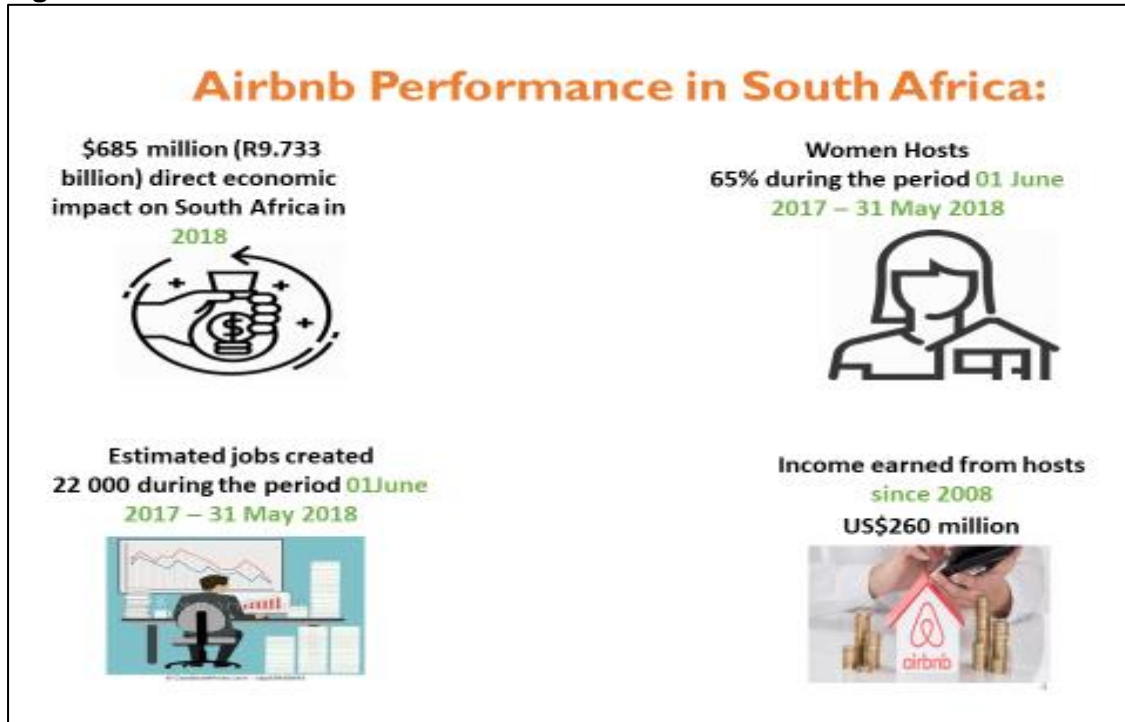 Airbnb Performance in South Africa:
$685 million (R9.733
billion) direct economic
impact on South Africa in
2018
Women Hosts
65% during the period 01 June
2017 – 31 May 2018
Estimated jobs created
22 000 during the period 01June
2017 – 31 May 2018
Income earned from hosts
since 2008
US$260 million
airbnb